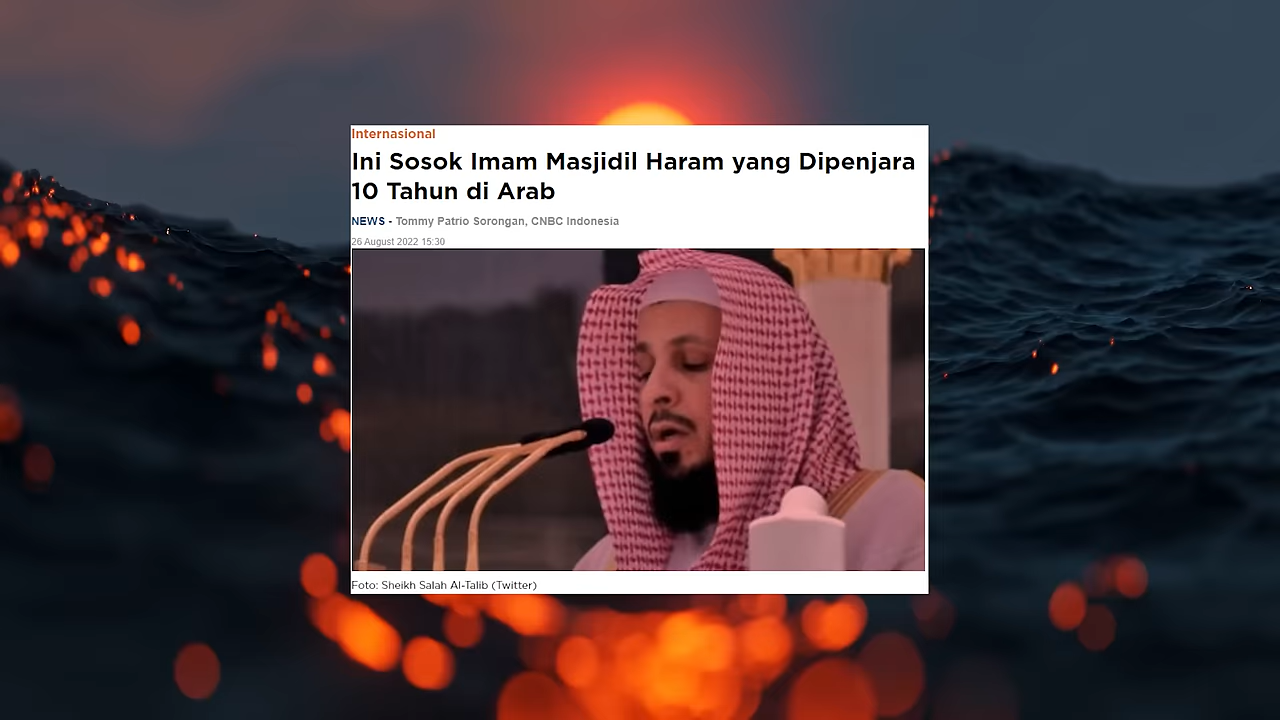 Internasional
Ini Sosok Imam Masjidil Haram yang Dipenjara
10 Tahun di Arab
NEWS - Tommy Patrio Sorongan, CNBC Indonesia
26 August 2022 15:30
Foto: Sheikh Salah Al-Talib (Twitter)